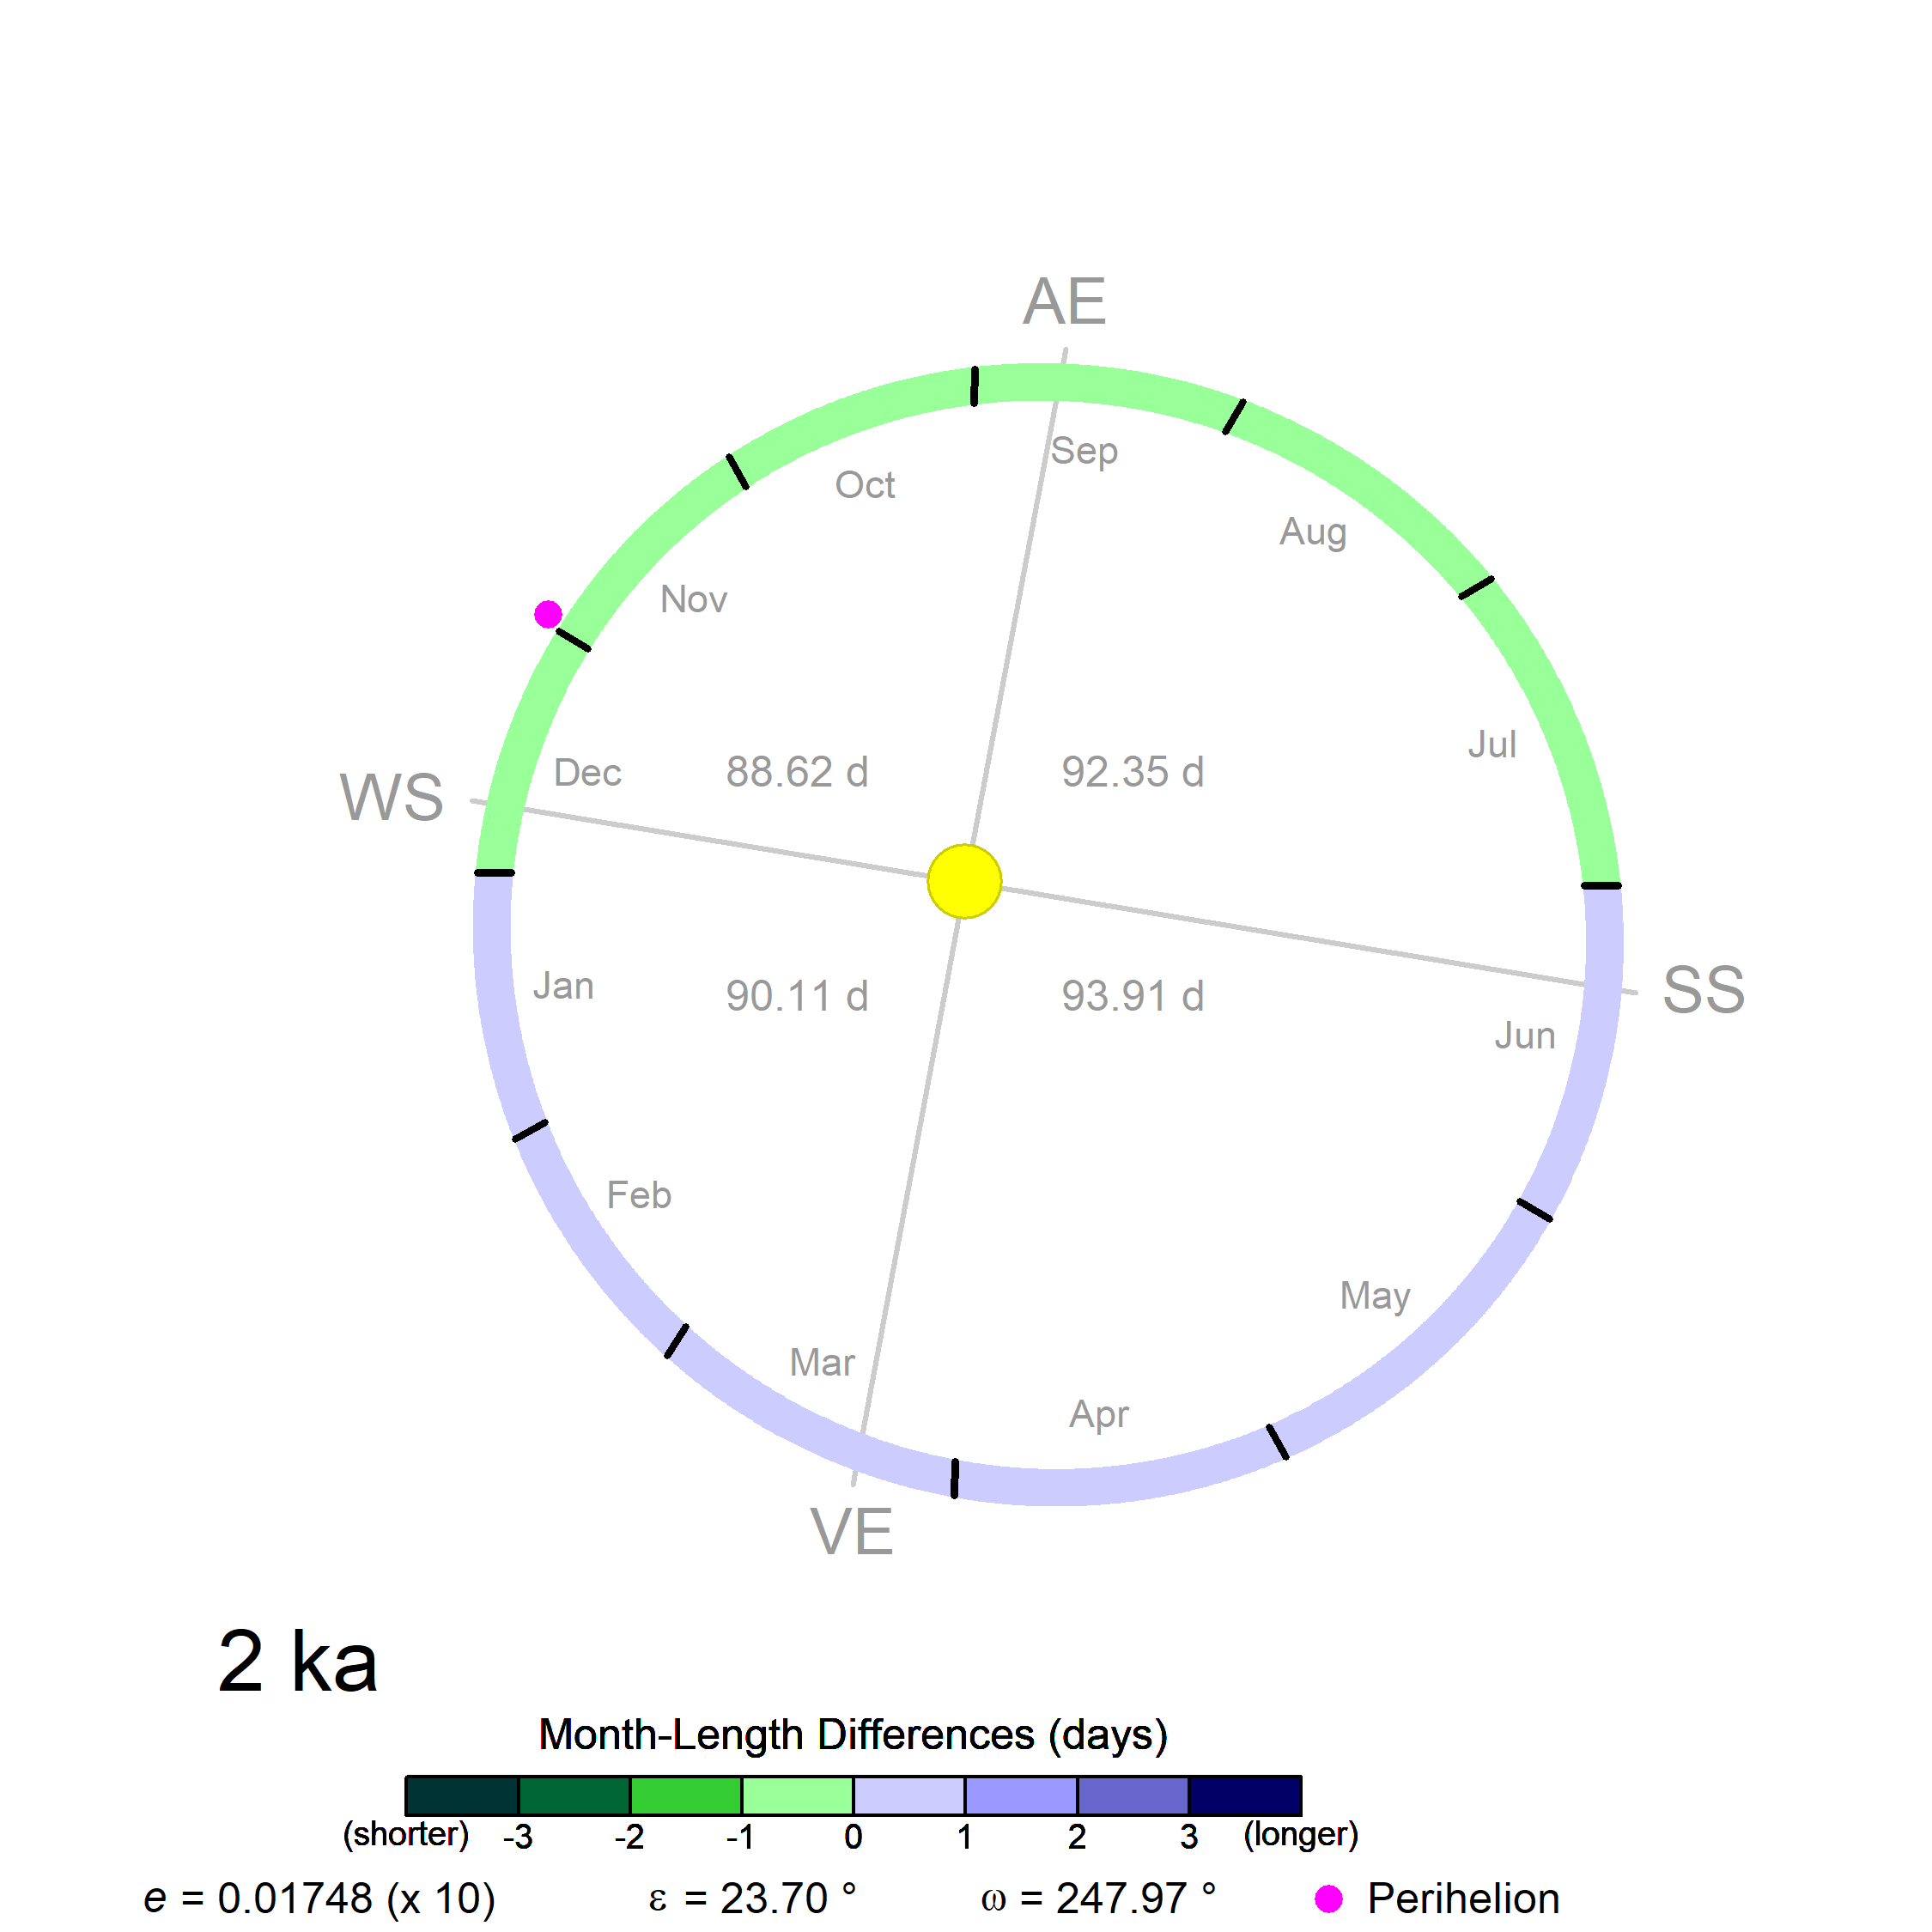 AE
Sep
Oct
Aug
Nov
Jul
Dec
88.62 d
92.35 d
WS
SS
Jan
90.11 d
93.91 d
Jun
Feb
May
Mar
Apr
VE
2 ka
Month-Length Differences (days)
(shorter) -3 -2 -1 0 1 2 3 (longer)
e = 0.01748 (x 10) ε = 23.70 ° ω = 247.97 ° Perihelion